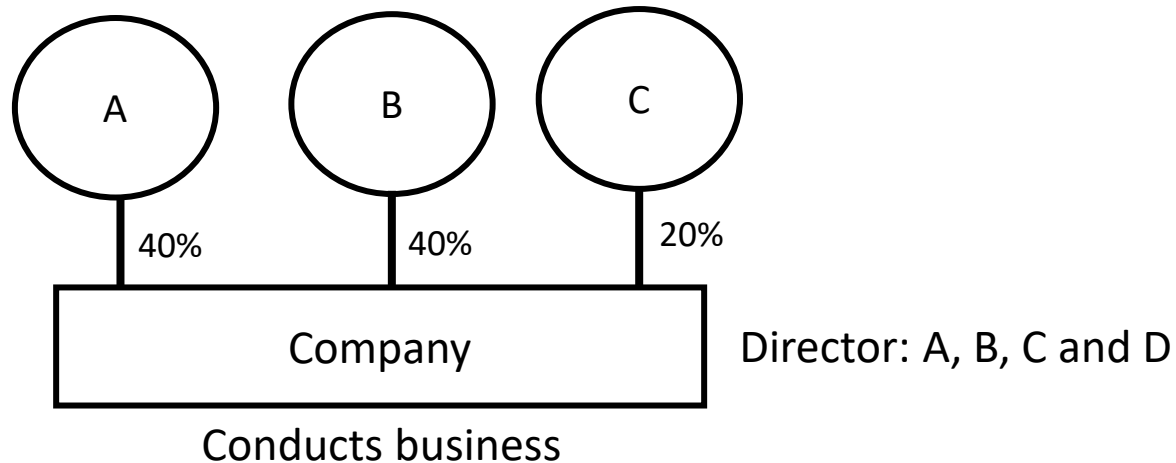 A
B
C
40%
40%
20%
Company
Director: A, B, C and D
Conducts business